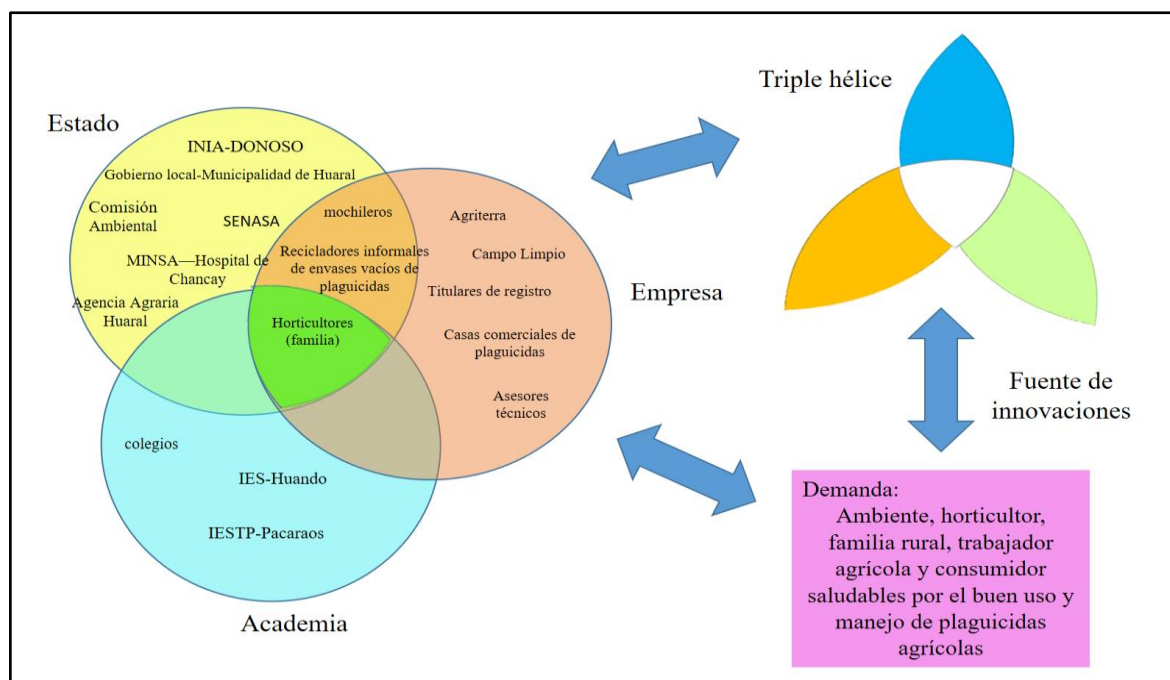 Estado
INIA-DONOSO
Gobierno local-Municipalidad de Huaral
Comisión
Ambiental
SENASA
MINSA—Hospital de
Chancay
Agencia Agraria
Huaral
mochileros
Recicladores informales
de envases vacíos de
plaguicidas
Horticultores
(familia)
Agriterra
Campo Limpio
Titulares de registro
Casas comerciales de
plaguicidas
Asesores
técnicos
Empresa
colegios
IES-Huando
IESTP-Pacaraos
Academia
Triple hélice
Fuente de
innovaciones
Demanda:
Ambiente, horticultor,
familia rural, trabajador
agrícola y consumidor
saludables por el buen uso y
manejo de plaguicidas
agrícolas